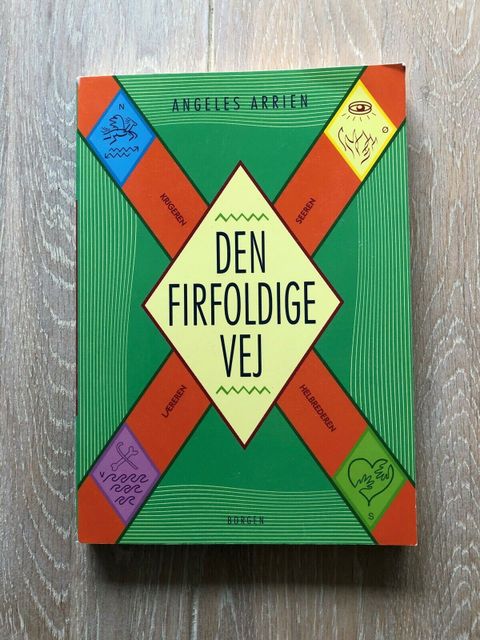 ANGELES ARRIEN
N
Ø
KRIGEREN
SEEREN
DEN
FIRFOLDIGE
VEJ
LÆREREN
HELBREDEREN
V
S
BORGEN